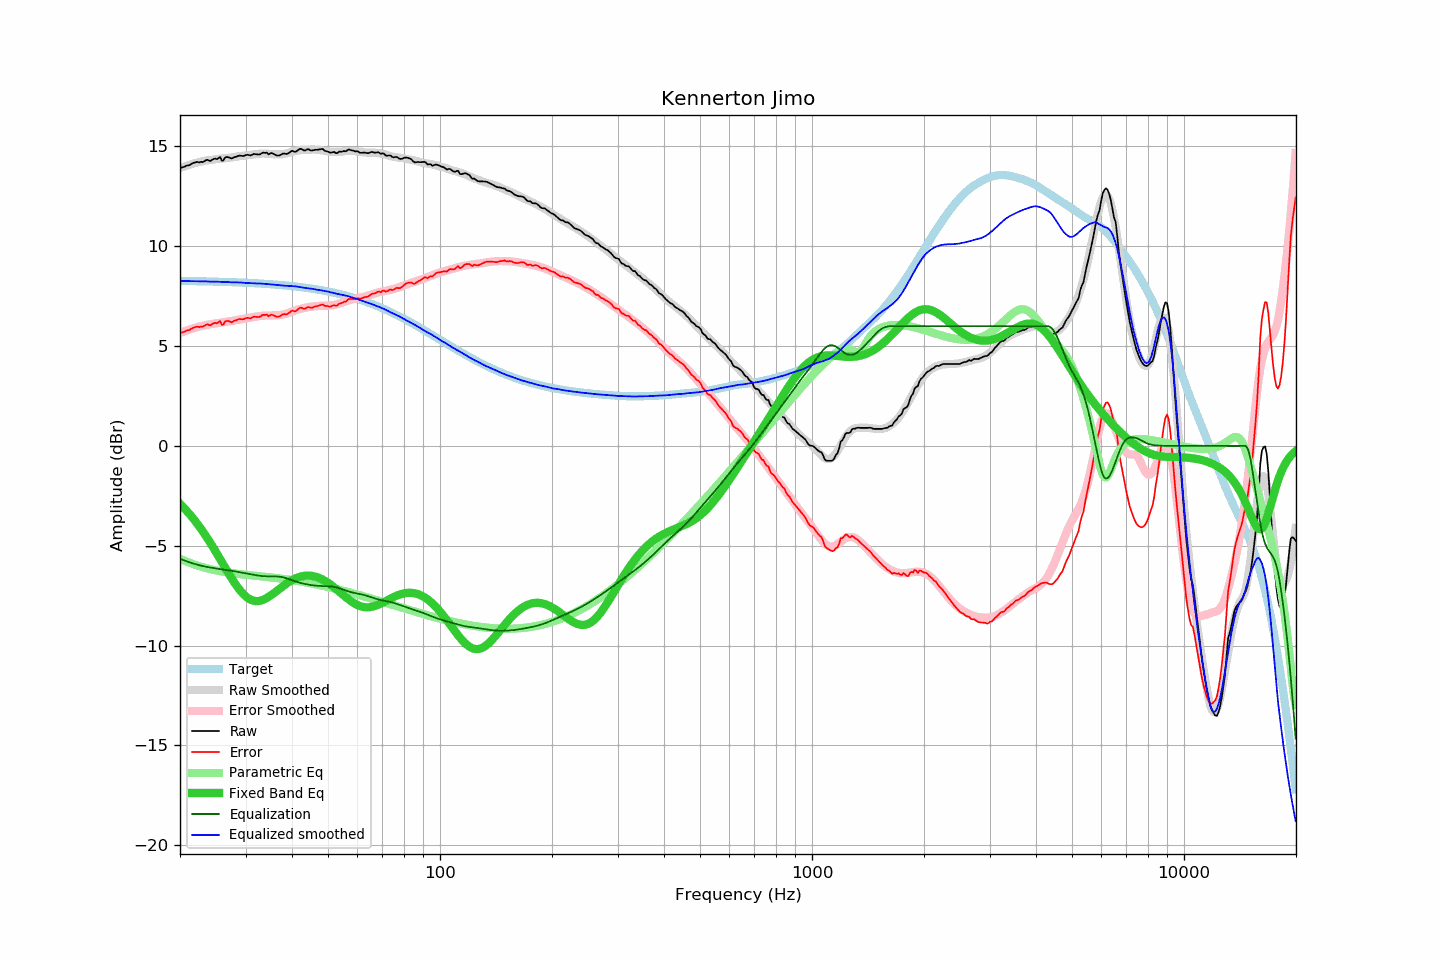 Kennerton Jimo
15
10
5
0
−5
−10
−15
−20
Amplitude (dBr)
Target
Raw Smoothed
Error Smoothed
Raw
Error
Parametric Eq
Fixed Band Eq
Equalization
Equalized smoothed
100 1000 10000
Frequency (Hz)